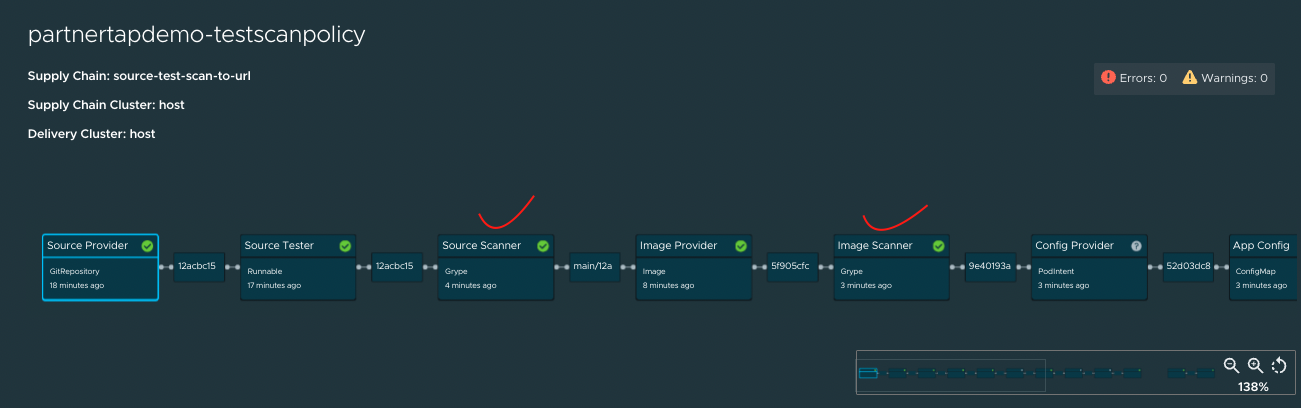 partnertapdemo-testscanpolicy
Supply Chain: source-test-scan-to-url
Errors: 0 Warnings: 0
Supply Chain Cluster: host
Delivery Cluster: host
Source Provider
GitRepository
18 minutes ago
12acbc15
Source Tester
Runnable
17 minutes ago
12acbc15
Source Scanner
Grype
4 minutes ago
main/12a
Image Provider
Image
8 minutes ago
5f905cfc
Image Scanner
Grype
3 minutes ago
9e40193a
Config Provider
PodIntent
3 minutes ago
52d03dc8
App Config
ConfigMap
3 minutes ago
138%